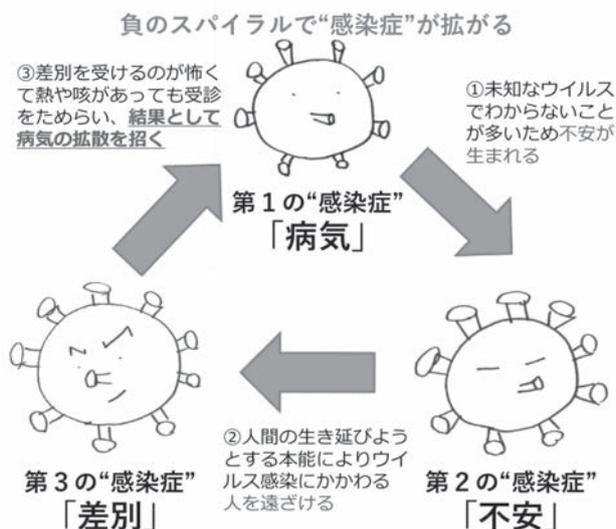 負のスパイラルで“感染症”が拡がる
③差別を受けるのが怖く
て熱や咳があっても受診
をためらい、結果として
病気の拡散を招く
①未知なウイルス
でわからないこと
が多いため不安が
生まれる
第１の“感染症”
「病気」
②人間の生き延びよう
とする本能によりウイ
ルス感染にかかわる
人を遠ざける
第３の“感染症”
「差別」
第２の“感染症”
「不安」